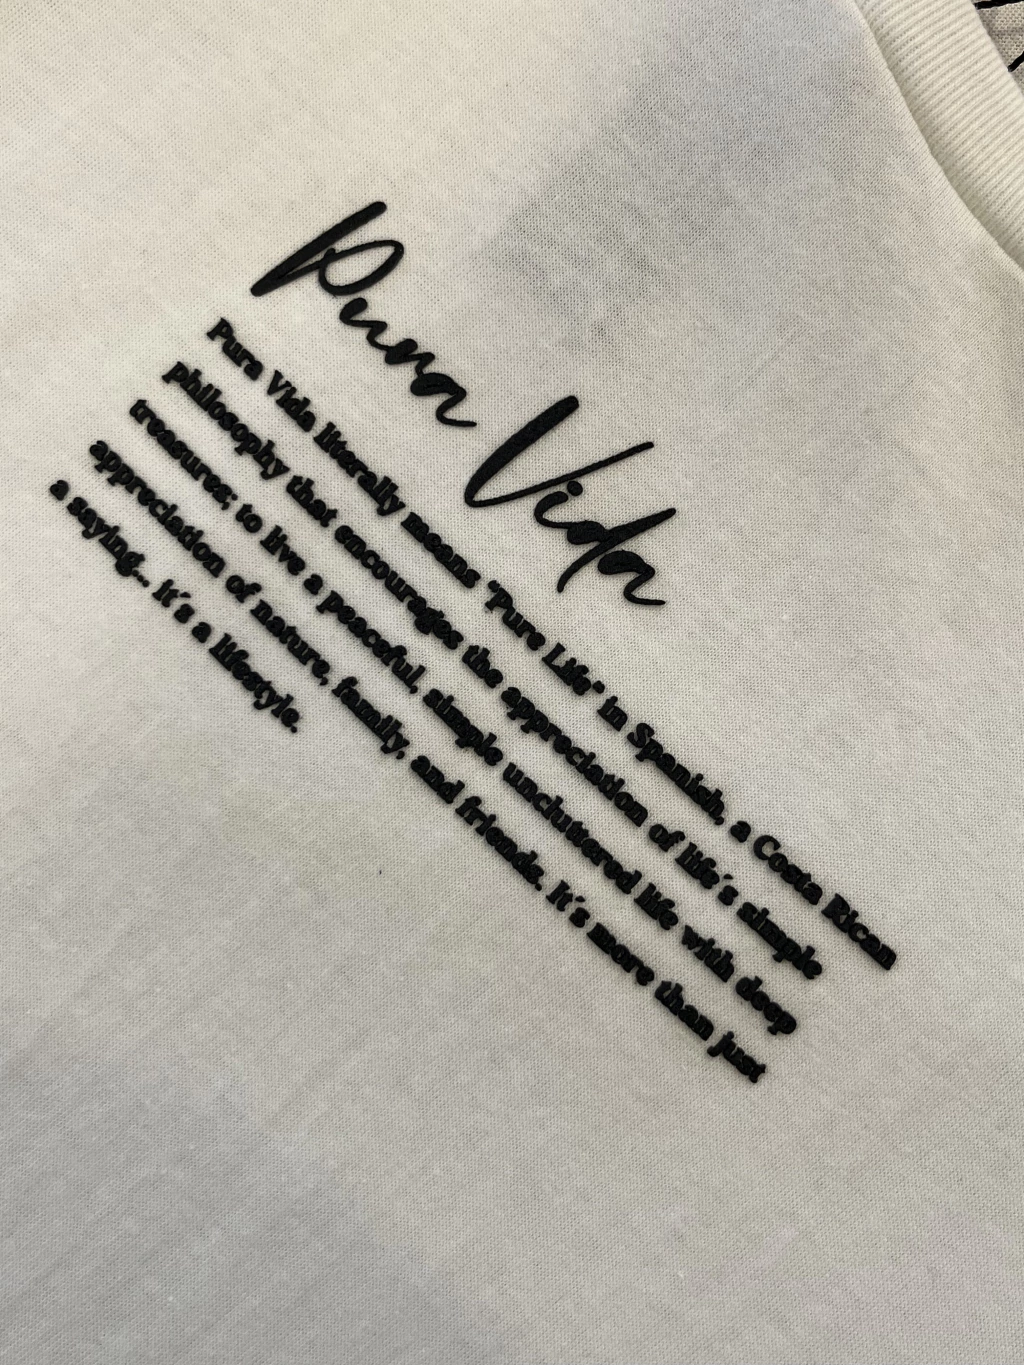 Pura Vida
Pura Vida literally means "Pure Life" in Spanish, a Costa Rican
philosophy that encourages the appreciation of life´s simple
treasures; to live a peaceful, simple uncluttered life with deep
appreciation of nature, family, and friends. It´s more than just
a saying... it´s a lifestyle.